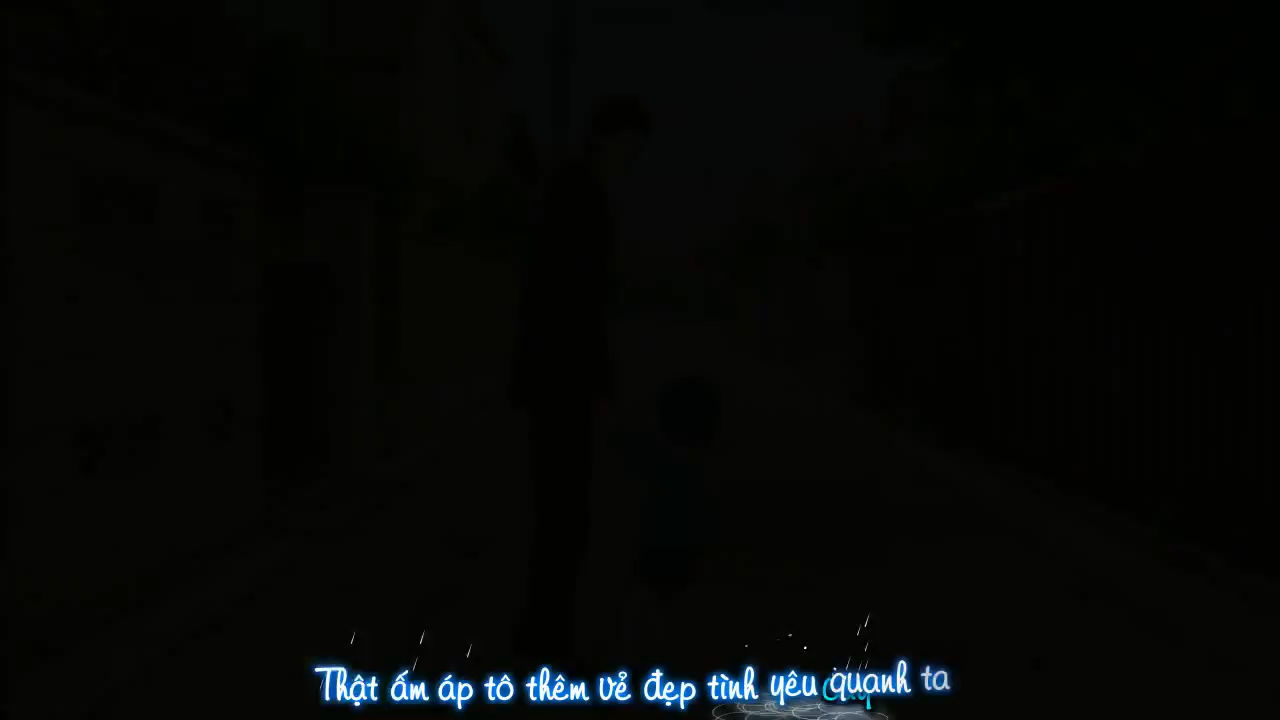 Thật ấm áp tô thêm vẻ đẹp tình yêu quanh ta